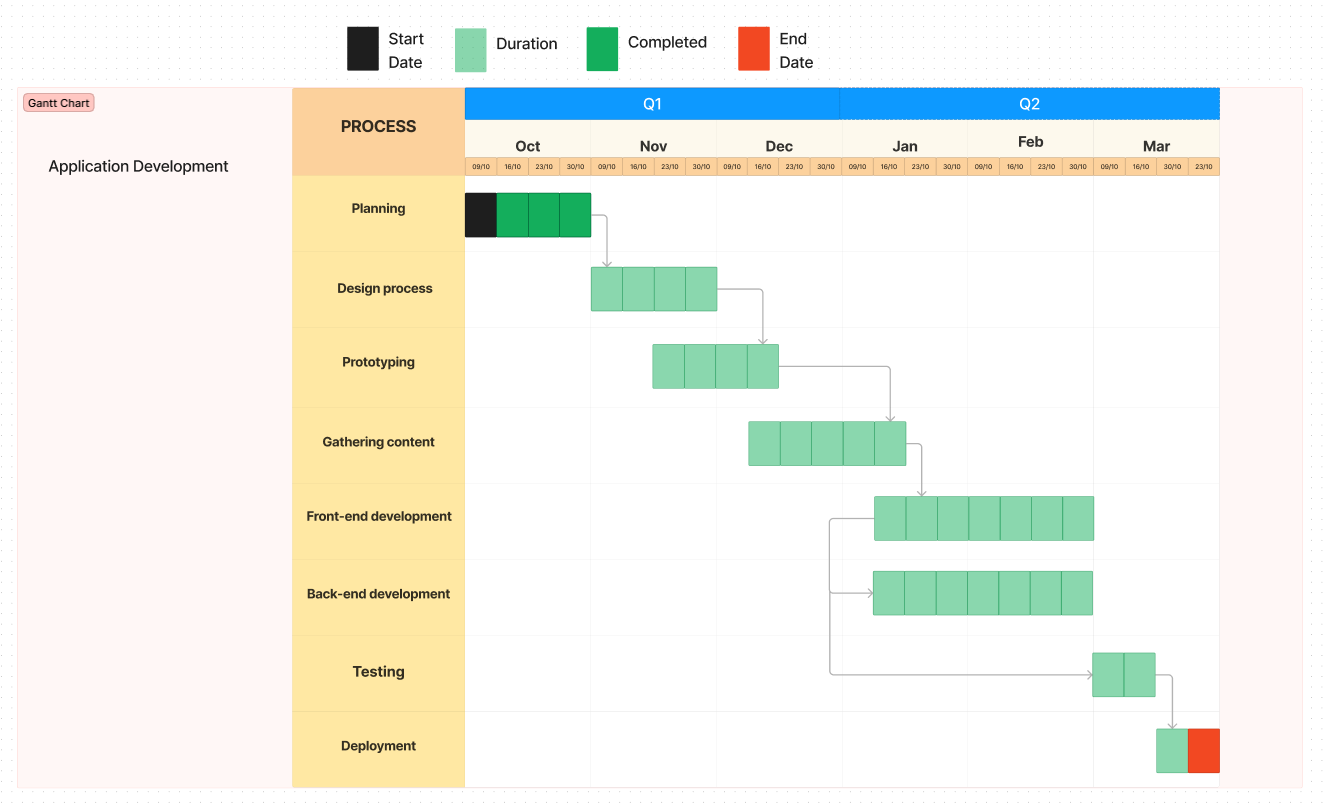 Start
Date
Duration
Completed
End
Date
Gantt Chart
Application Development
PROCESS
Q1 Q2
Oct Nov Dec Jan Feb Mar
09/10 16/10 23/10 30/10 09/10 16/10 23/10 30/10 09/10 16/10 23/10 30/10 09/10 16/10 23/10 30/10 09/10 16/10 23/10 30/10 09/10 16/10 30/10 23/10
Planning
Design process
Prototyping
Gathering content
Front-end development
Back-end development
Testing
Deployment